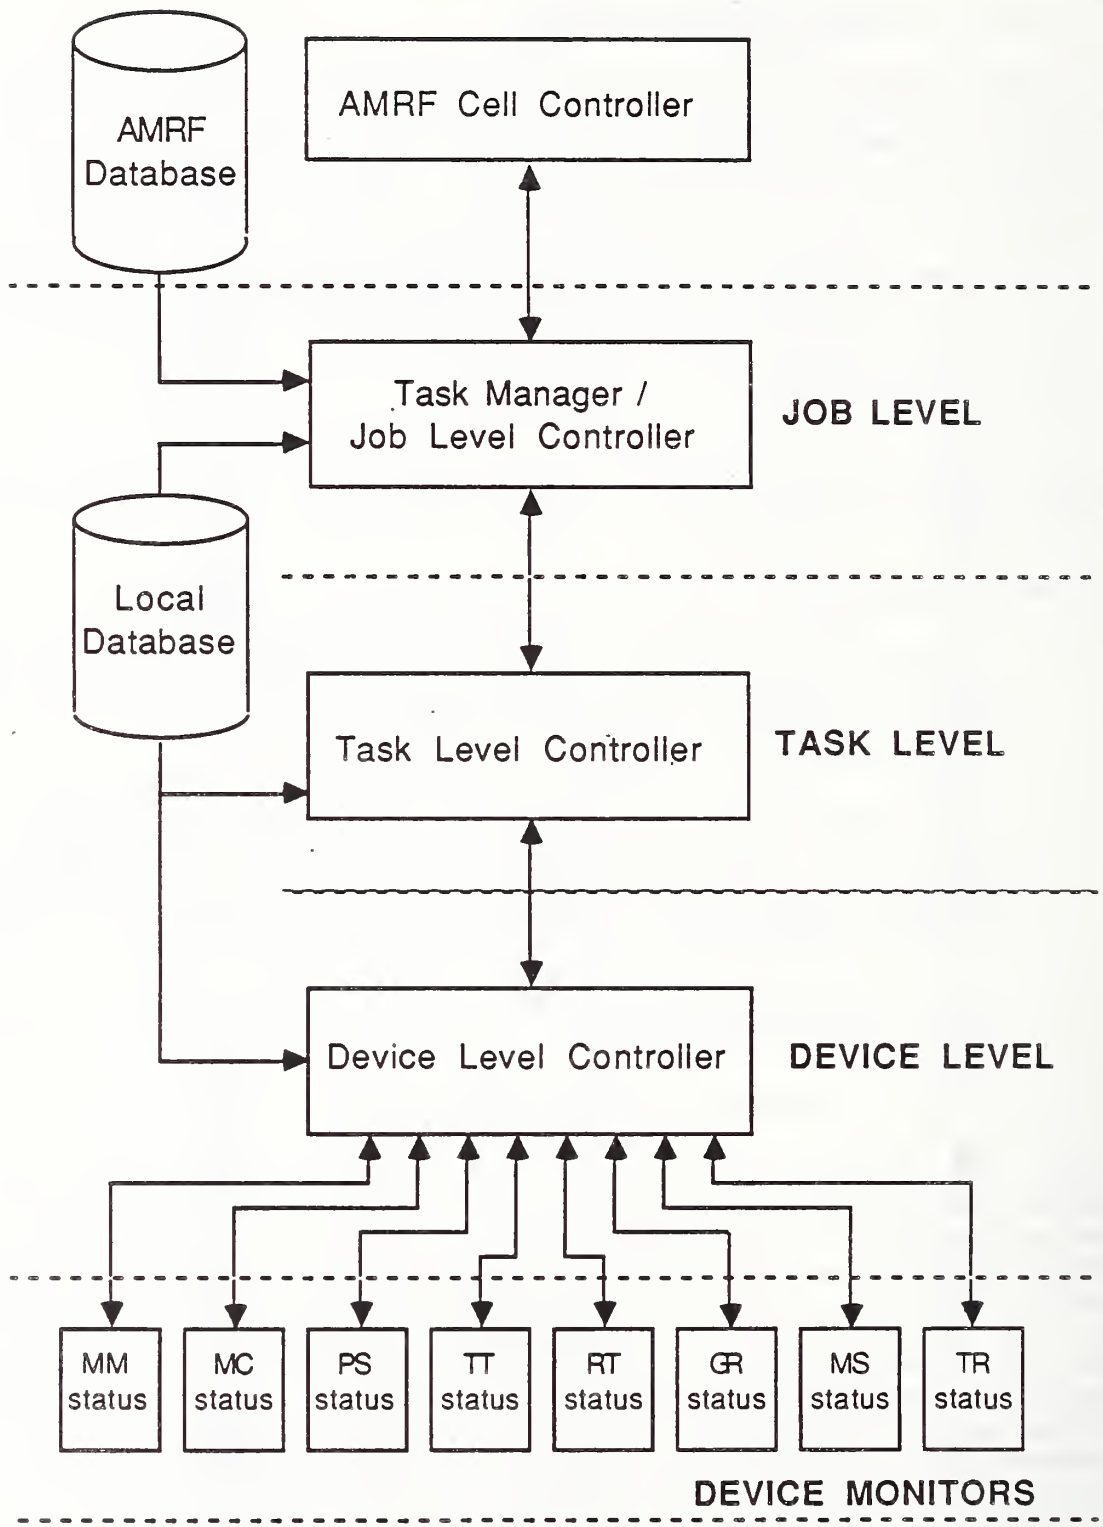 AMRF
Database
AMRF Cell Controller
Task Manager /
Job Level Controller
JOB LEVEL
Local
Database
Task Level Controller
TASK LEVEL
Device Level Controller
DEVICE LEVEL
MM
status
MC
status
PS
status
TT
status
RT
status
GR
status
MS
status
TR
status
DEVICE MONITORS